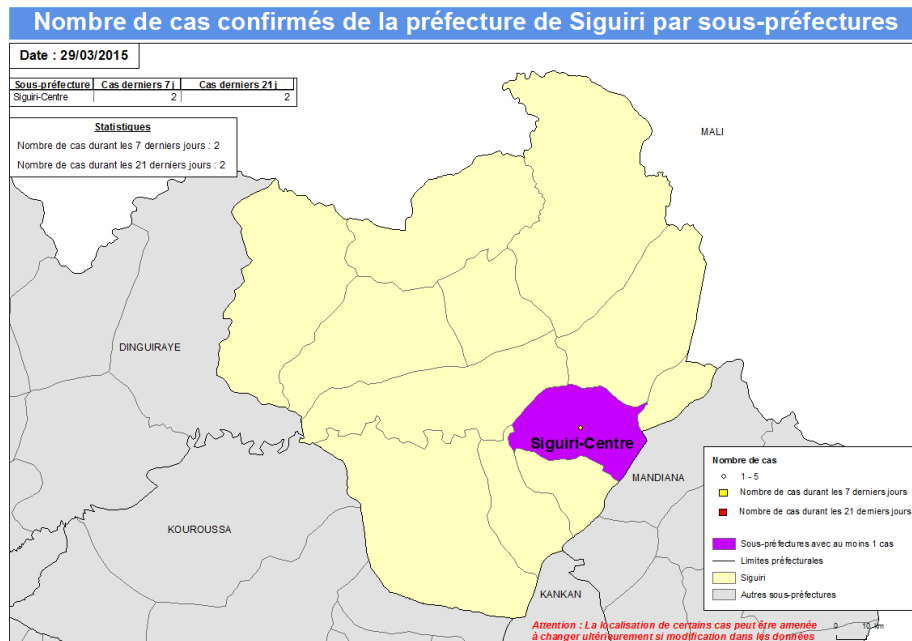 Nombre de cas confirmés de la préfecture de Siguiri par sous-préfectures
Date : 29/03/2015
Sous-préfecture Cas derniers 7 j Cas derniers 21 j
Siguiri-Centre 2 2
Statistiques
Nombre de cas durant les 7 derniers jours : 2
Nombre de cas durant les 21 derniers jours : 2
MALI
DINGUIRAYE
Siguiri-Centre
MANDIANA
KOUROUSSA
KANKAN
Nombre de cas
1 - 5
Nombre de cas durant les 7 derniers jours
Nombre de cas durant les 21 derniers jours
Sous-préfectures avec au moins 1 cas
Limites préfecturales
Siguiri
Autres sous-préfectures
Attention : La localisation de certains cas peut être amenée
à changer ultérieurement si modification dans les données
0 10 km